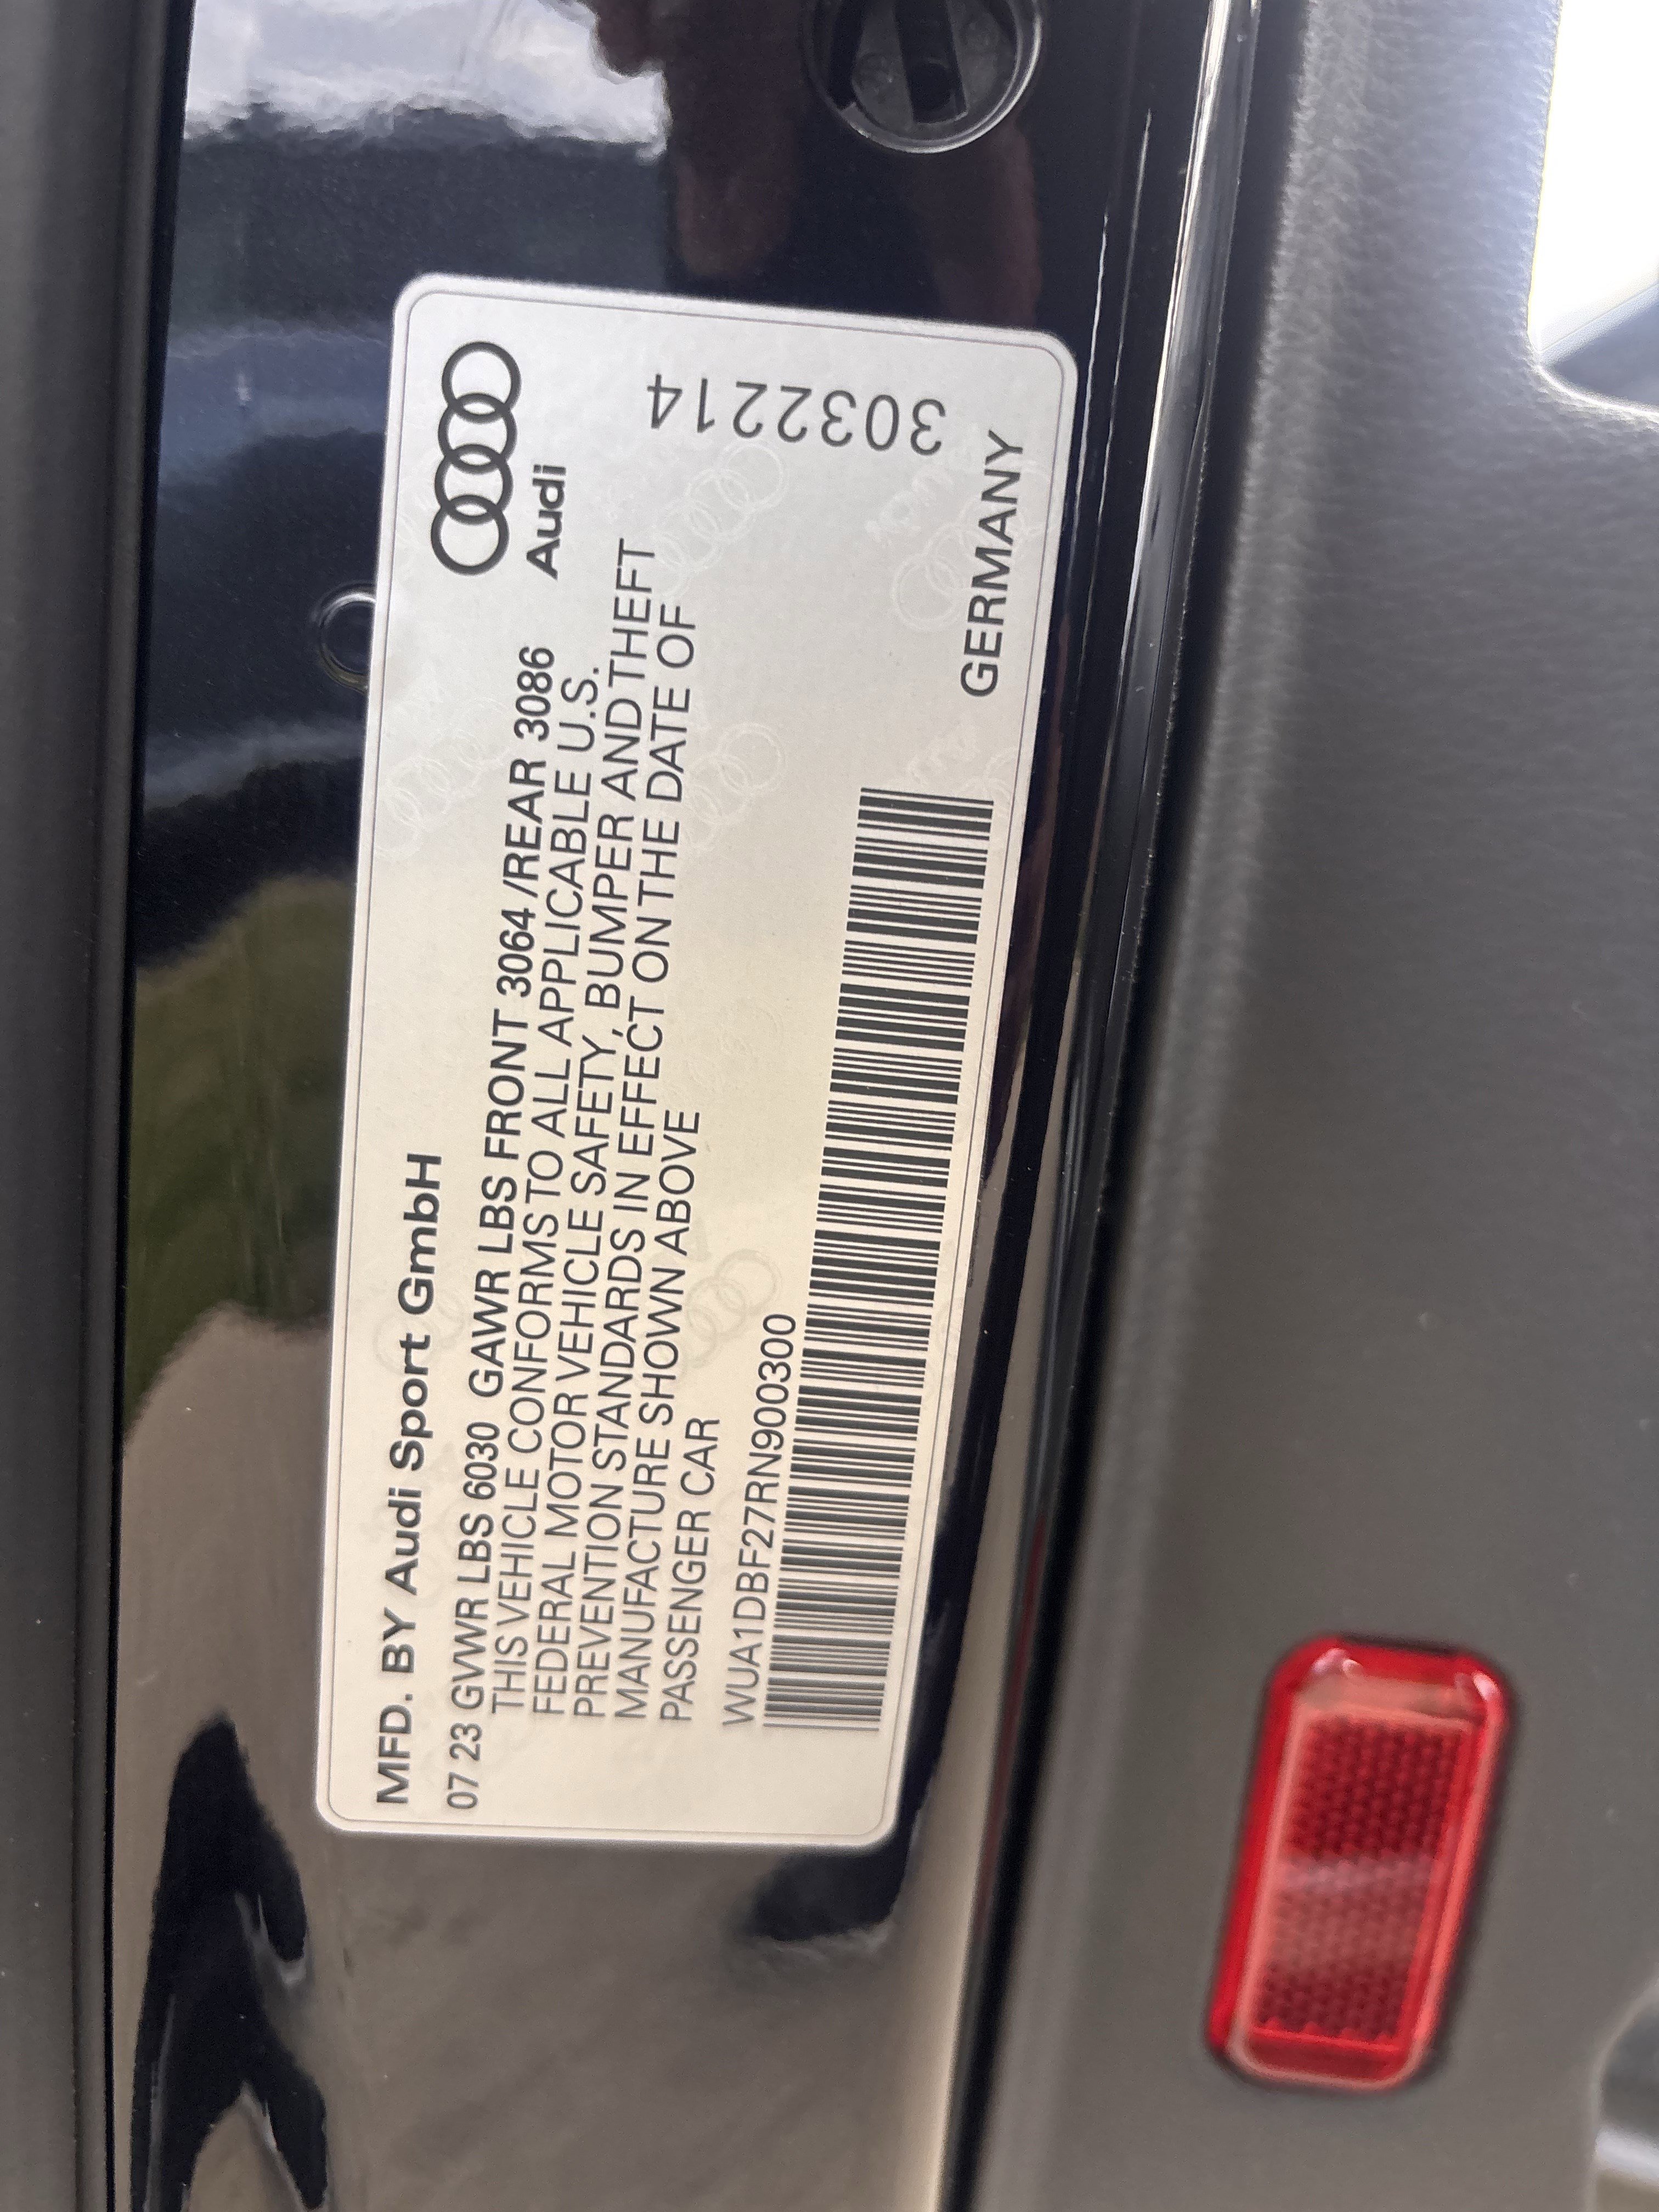 MFD. BY Audi Sport GmbH
Audi
07 23 GVWR LBS 6030 GAWR LBS FRONT 3064 /REAR 3086
THIS VEHICLE CONFORMS TO ALL APPLICABLE U.S.
FEDERAL MOTOR VEHICLE SAFETY, BUMPER AND THEFT
PREVENTION STANDARDS IN EFFECT ON THE DATE OF
MANUFACTURE SHOWN ABOVE
PASSENGER CAR
WUA1DBF27RN900300
3032214
GERMANY